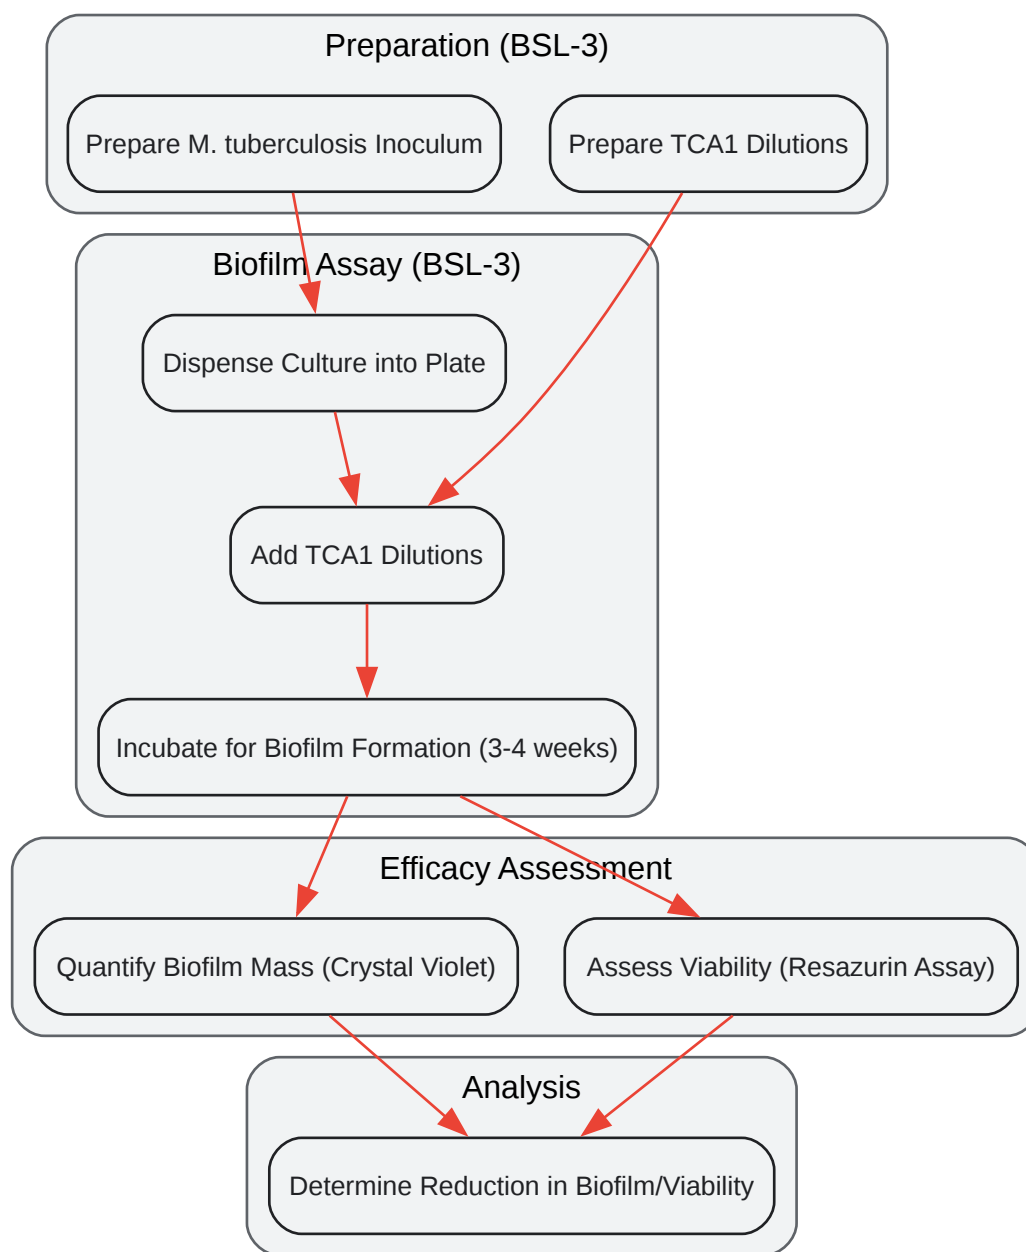 Preparation (BSL-3)
Prepare M. tuberculosis Inoculum
Prepare TCA1 Dilutions
Biofilm Assay (BSL-3)
Dispense Culture into Plate
Add TCA1 Dilutions
Incubate for Biofilm Formation (3-4 weeks)
Efficacy Assessment
Quantify Biofilm Mass (Crystal Violet)
Assess Viability (Resazurin Assay)
Analysis
Determine Reduction in Biofilm/Viability